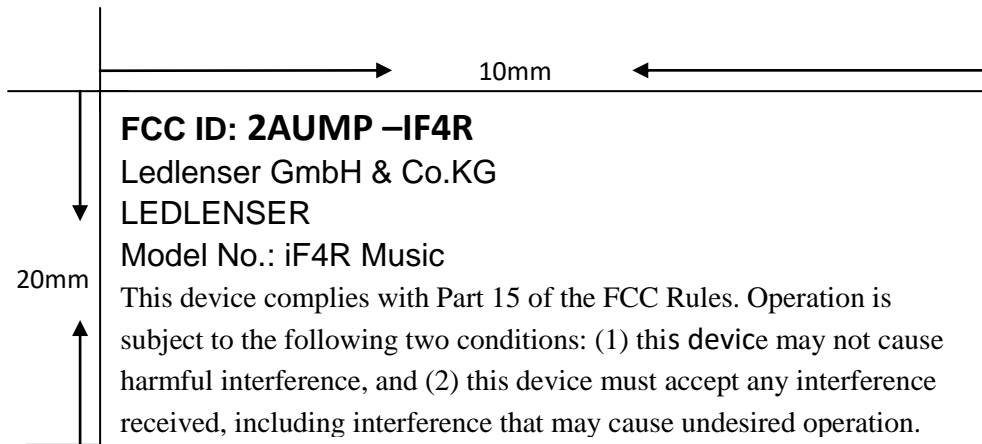 10mm
FCC ID: 2AUMP –IF4R
Ledlenser GmbH & Co.KG
LEDLENSER
Model No.: iF4R Music
20mm
This device complies with Part 15 of the FCC Rules. Operation is
subject to the following two conditions: (1) this device may not cause
harmful interference, and (2) this device must accept any interference
received, including interference that may cause undesired operation.